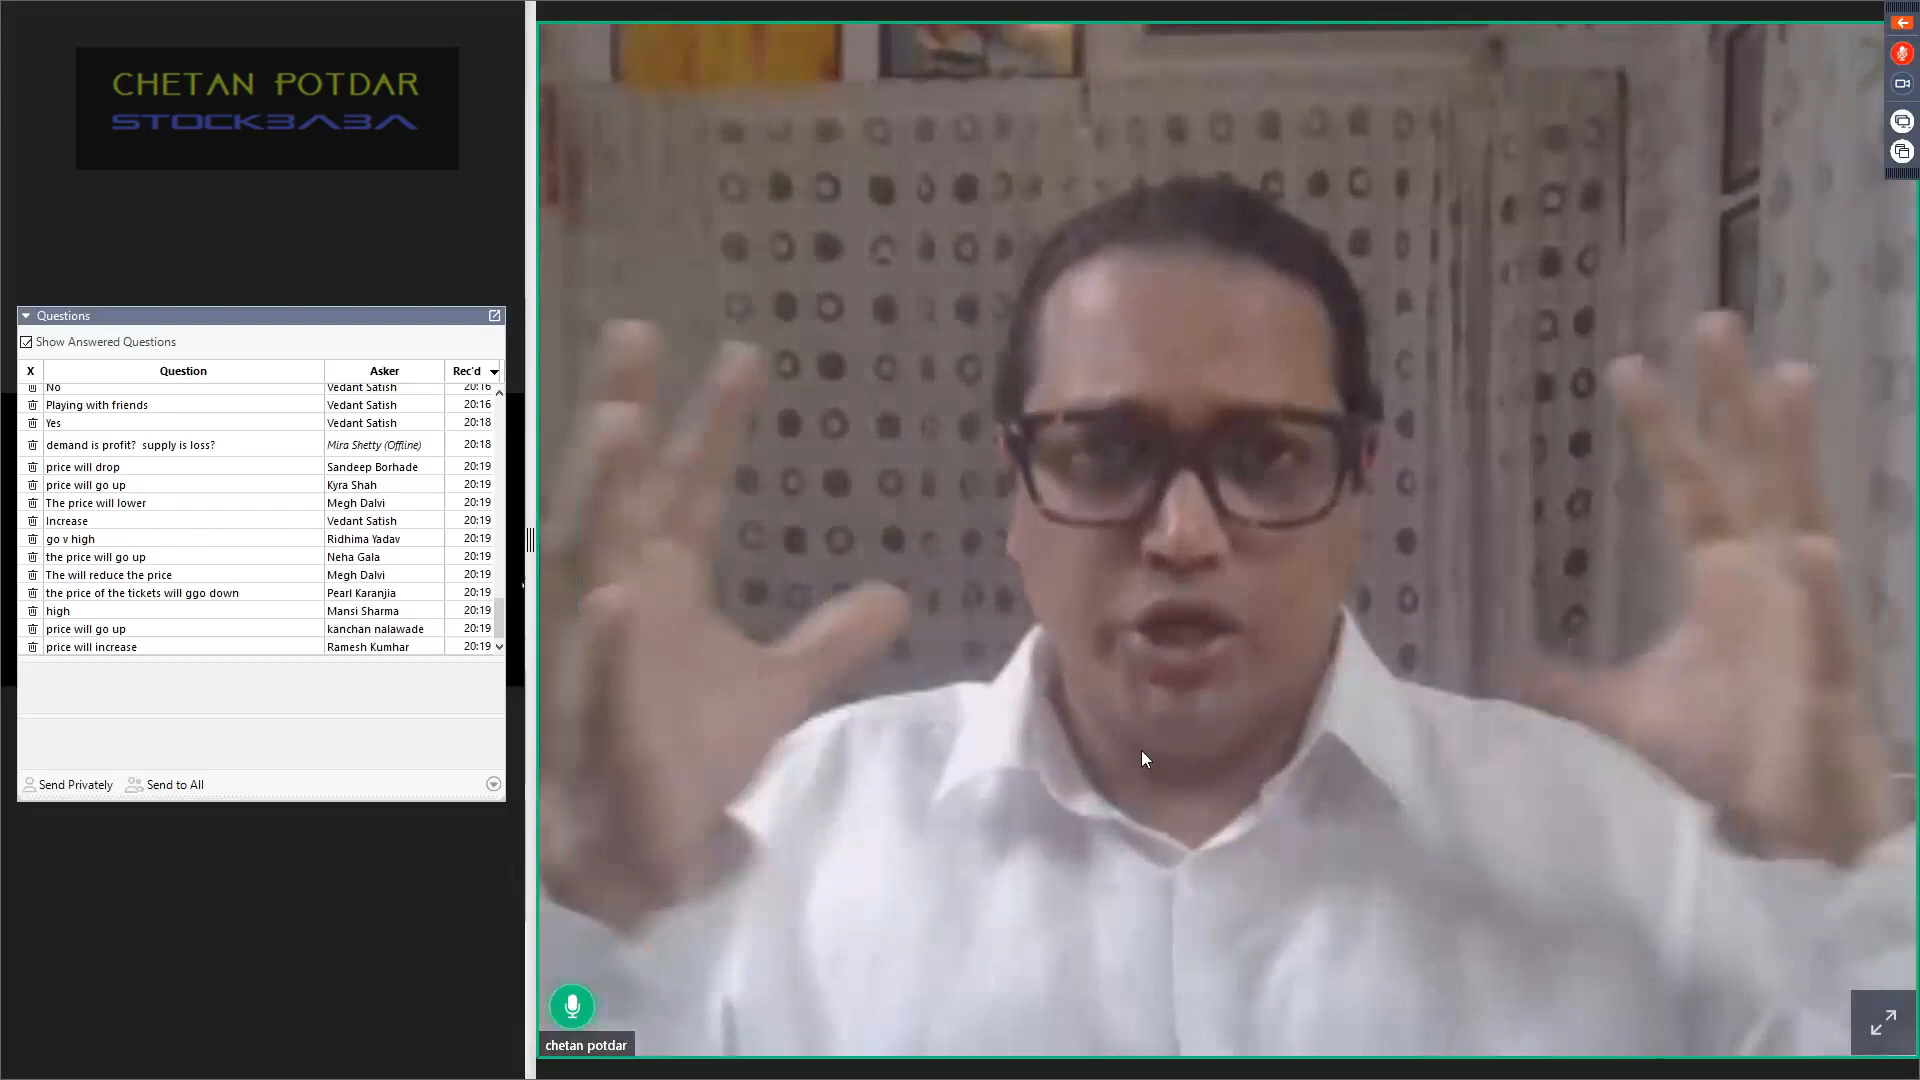 CHETAN POTDAR
STOCKBABA
Questions
Show Answered Questions
X Question Asker Rec'd
No Vedant Satish 20:16
Playing with friends Vedant Satish 20:16
Yes Vedant Satish 20:18
demand is profit? supply is loss? Mira Shetty (Offline) 20:18
price will drop Sandeep Borhade 20:19
price will go up Kyra Shah 20:19
The price will lower Megh Dalvi 20:19
Increase Vedant Satish 20:19
go v high Ridhima Yadav 20:19
the price will go up Neha Gala 20:19
The will reduce the price Megh Dalvi 20:19
the price of the tickets will ggo down Pearl Karanjia 20:19
high Mansi Sharma 20:19
price will go up kanchan nalawade 20:19
price will increase Ramesh Kumhar 20:19
Send Privately Send to All
chetan potdar